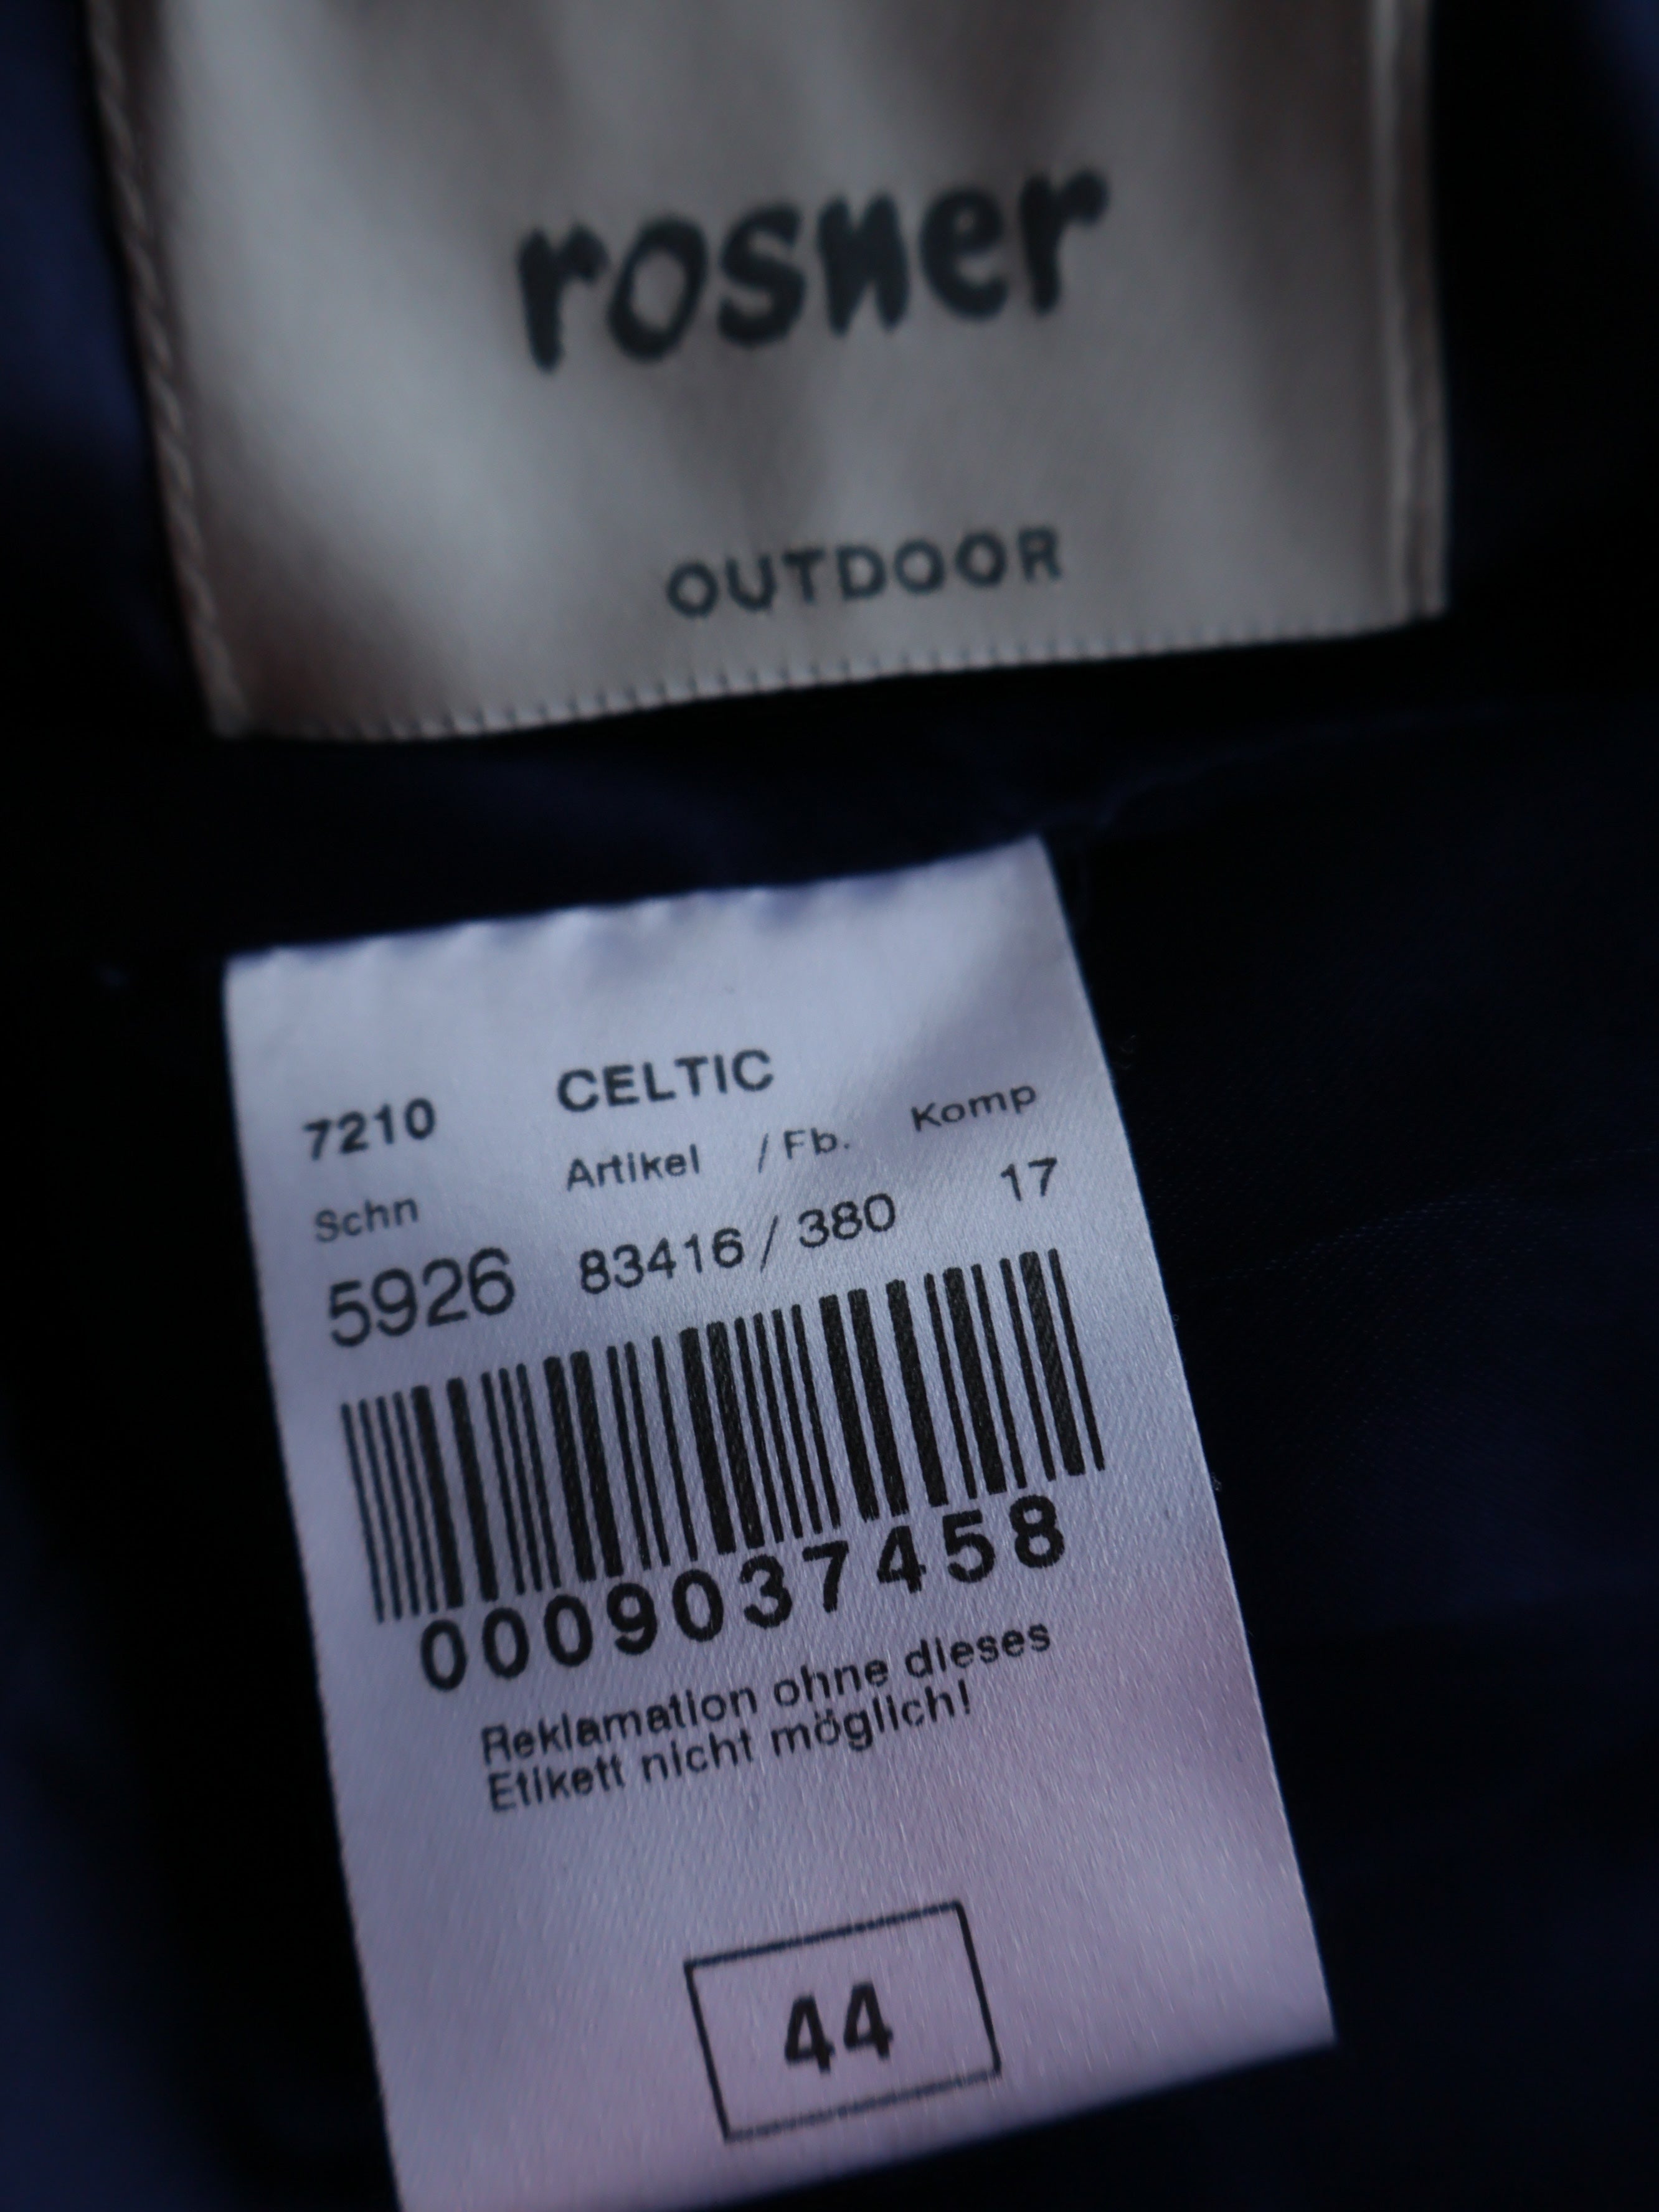 rosner
OUTDOOR
7210 CELTIC
Schn Artikel / Fb. Komp
5926 83416 / 380 17
0009037458
Reklamation ohne dieses
Etikett nicht möglich!
44